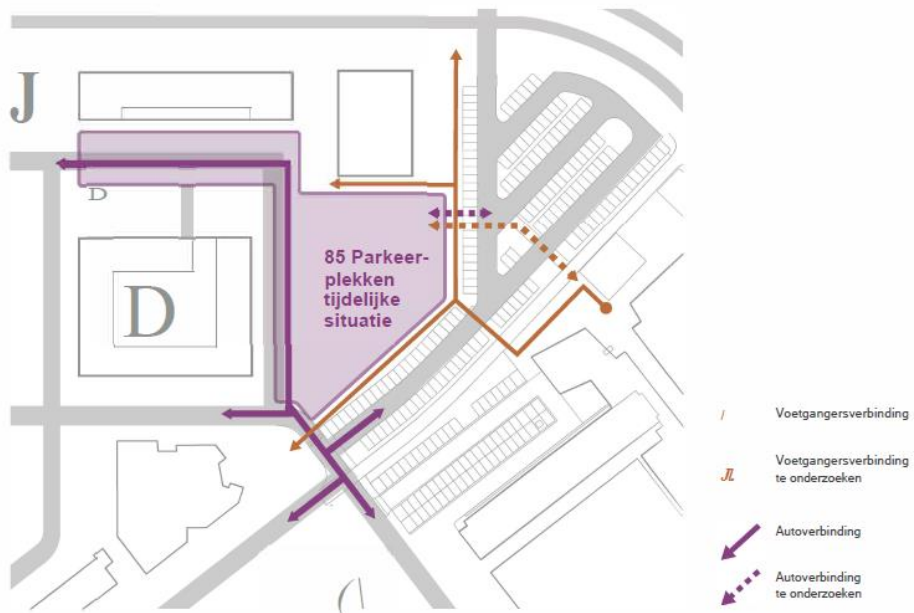 J
D
85 Parkeer-
plekken
tijdelijke
situatie
D
Voetgangersverbinding
Voetgangersverbinding
te onderzoeken
Autoverbinding
Autoverbinding
te onderzoeken